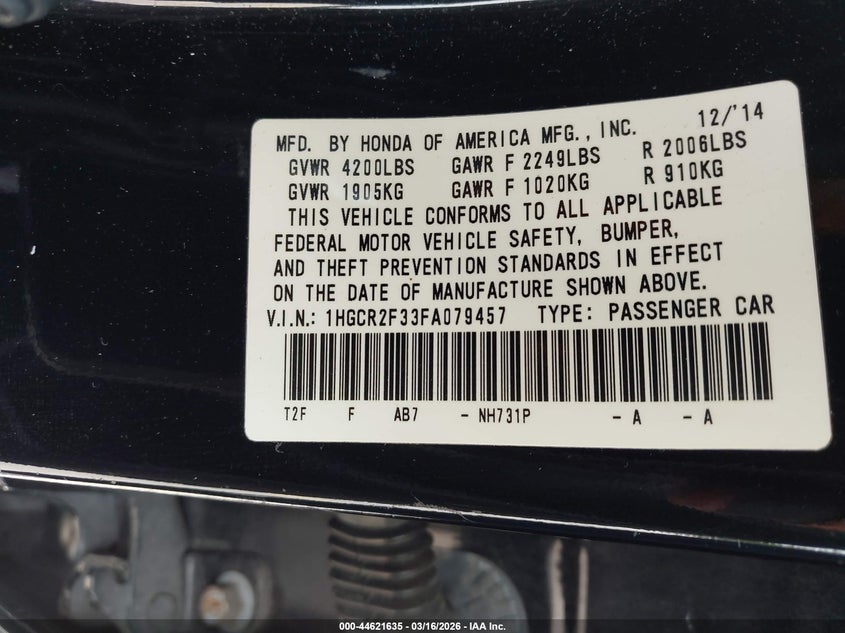 12/'14
MFD. BY HONDA OF AMERICA MFG., INC.
GVWR 4200LBS GAWR F 2249LBS R 2006LBS
GVWR 1905KG GAWR F 1020KG R 910KG
THIS VEHICLE CONFORMS TO ALL APPLICABLE
FEDERAL MOTOR VEHICLE SAFETY, BUMPER,
AND THEFT PREVENTION STANDARDS IN EFFECT
ON THE DATE OF MANUFACTURE SHOWN ABOVE.
V.I.N.: 1HGCR2F33FA079457 TYPE: PASSENGER CAR
T2F F AB7 - NH731P - A - A
000-44621635 - 03/16/2026 - IAA Inc.